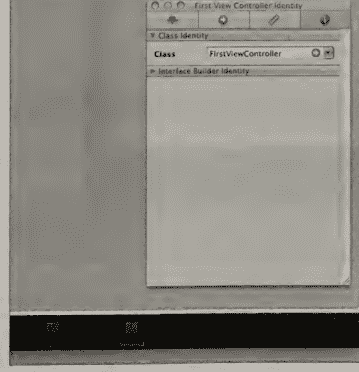 First View Controller Identity
Class Identity
Class FirstViewController
Interface Builder Identity